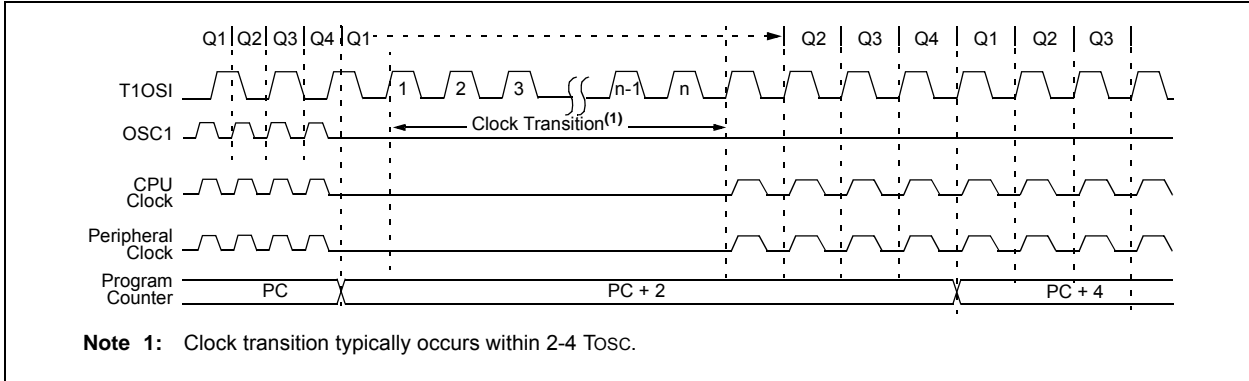 Q1 Q2 Q3 Q4 Q1 Q2 Q3 Q4 Q1 Q2 Q3
T1OSI 1 2 3 n-1 n
Clock Transition(1)
OSC1
CPU
Clock
Peripheral
Clock
Program
Counter
PC PC + 2 PC + 4
Note 1: Clock transition typically occurs within 2-4 TOSC.